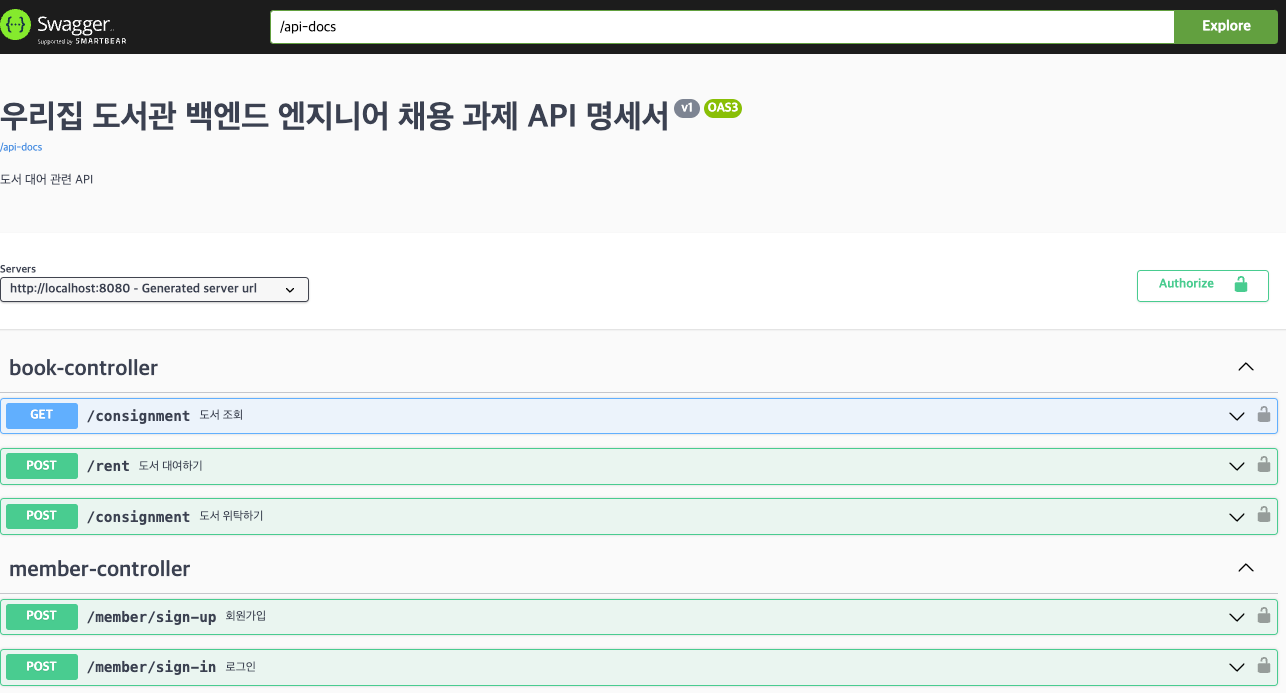 {···} Swagger
Supported by SMARTBEAR
/api-docs
Explore
우리집 도서관 백엔드 엔지니어 채용 과제 API 명세서 v1 OAS3
/api-docs
도서 대어 관련 API
Servers
http://localhost:8080 - Generated server url
Authorize
book-controller
GET /consignment 도서 조회
POST /rent 도서 대여하기
POST /consignment 도서 위탁하기
member-controller
POST /member/sign-up 회원가입
POST /member/sign-in 로그인